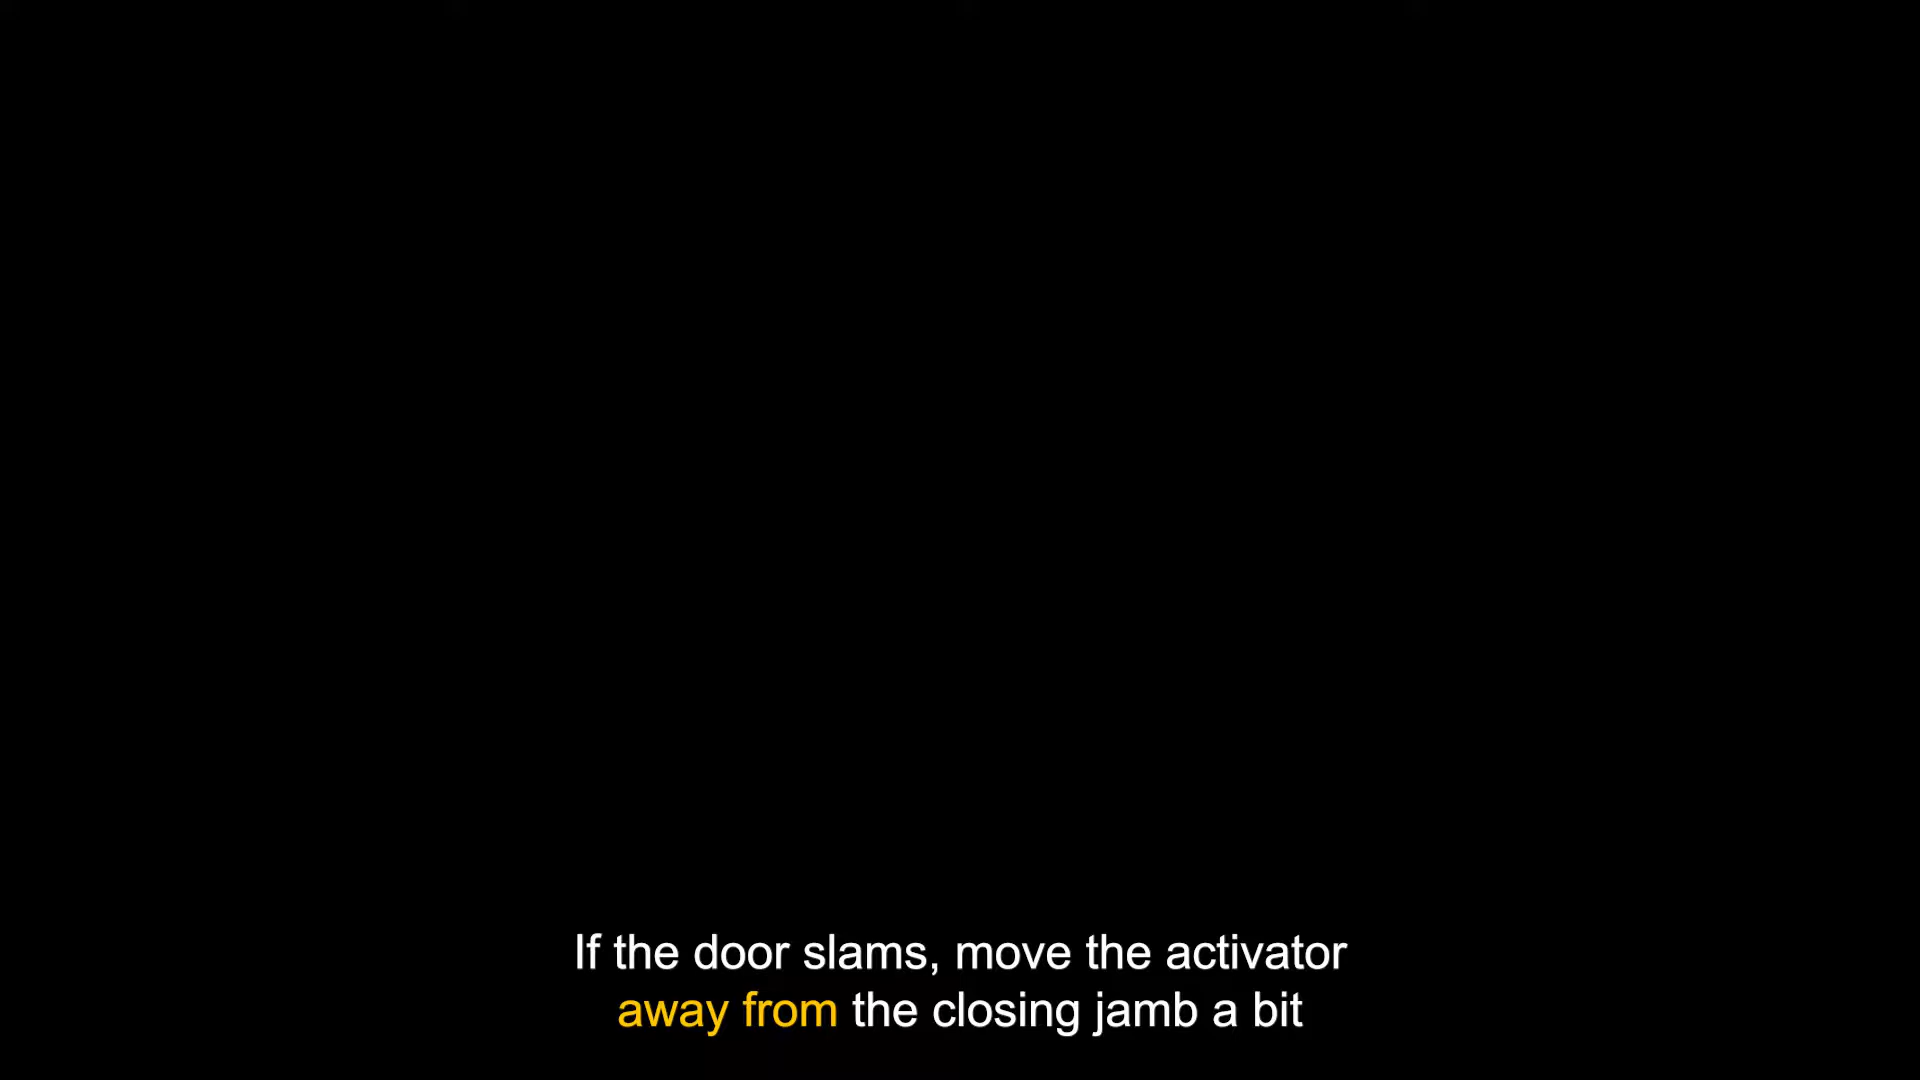 If the door slams, move the activator
away from the closing jamb a bit